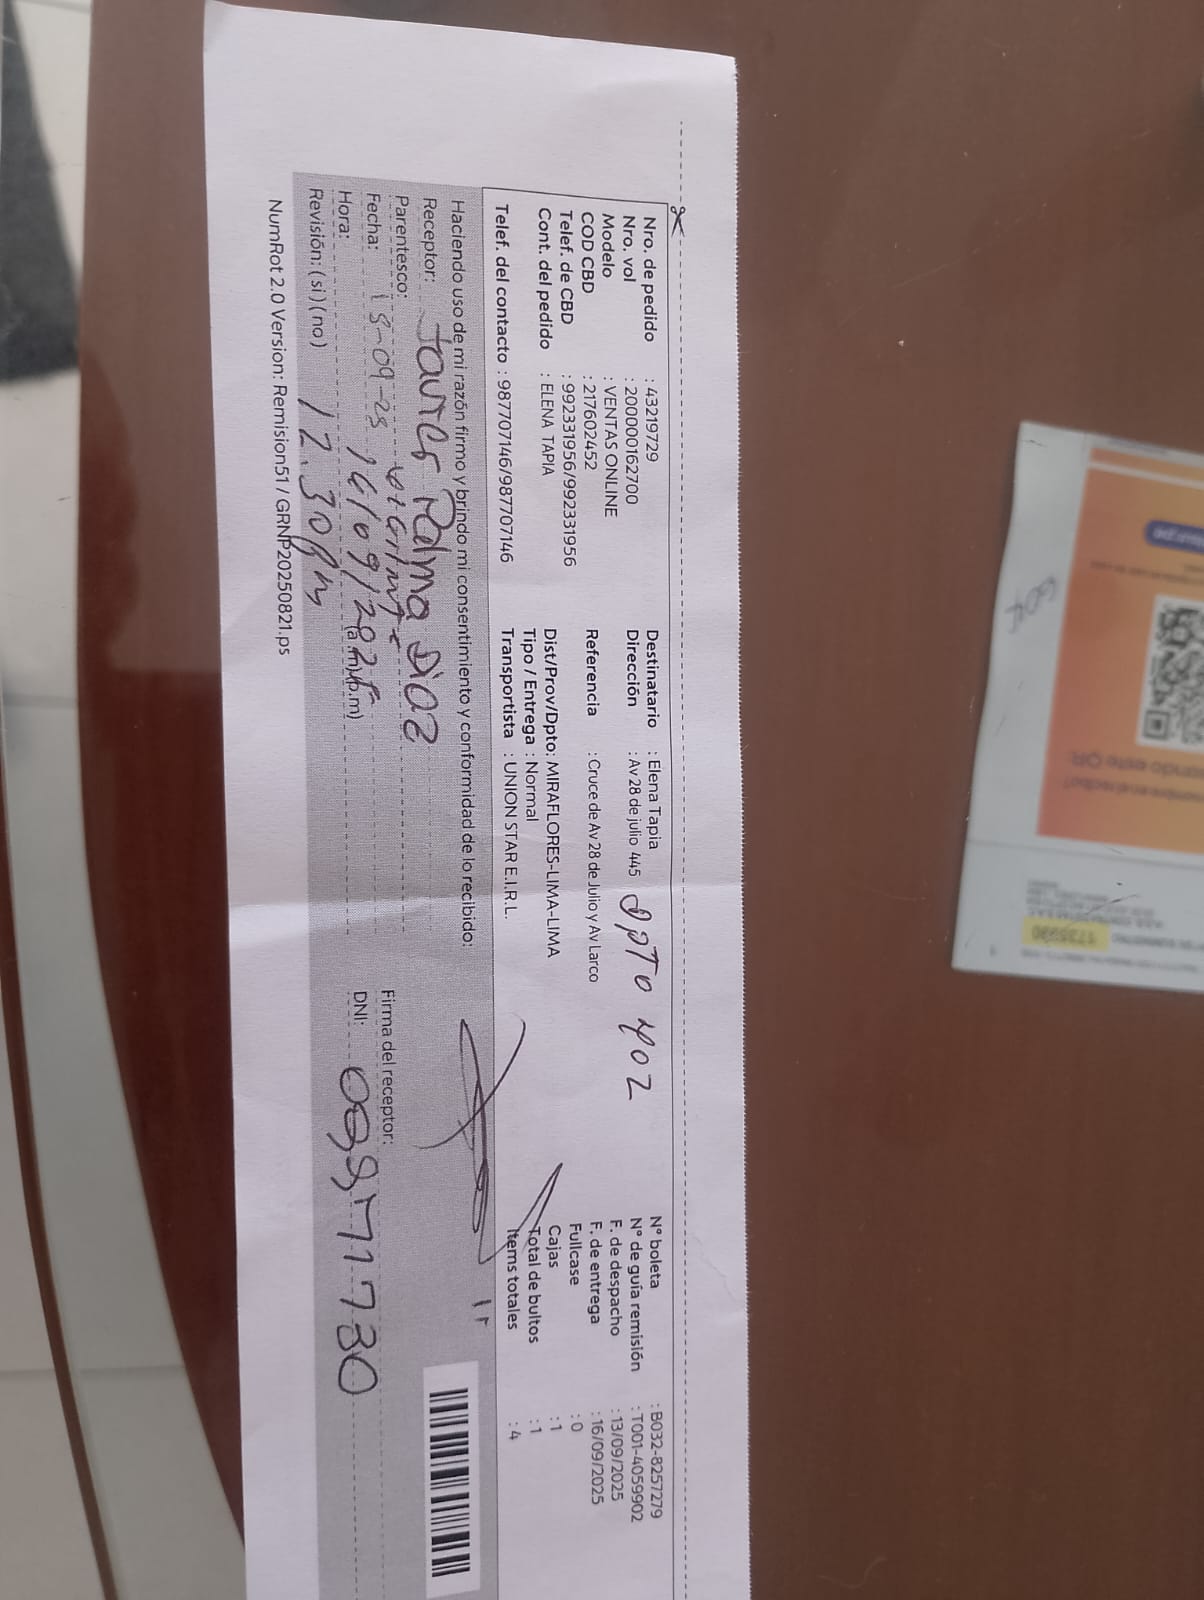 Nro. de pedido : 43219729
Nro. vol : 200000162700
Modelo : VENTAS ONLINE
COD CBD : 217602452
Telef. de CBD : 992331956/992331956
Cont. del pedido : ELENA TAPIA
Telef. del contacto : 987707146/987707146
Destinatario : Elena Tapia
Dirección : Av 28 de julio 445 DPTO 402
Referencia : Cruce de Av 28 de Julio y Av Larco
Dist/Prov/Dpto: MIRAFLORES-LIMA-LIMA
Tipo / Entrega : Normal
Transportista : UNION STAR E.I.R.L.
N° boleta : B032-8257279
N° de guía remisión : T001-4059902
F. de despacho : 13/09/2025
F. de entrega : 16/09/2025
Fullcase : 0
Cajas : 1
Total de bultos : 1
Items totales : 4
Haciendo uso de mi razón firmo y brindo mi consentimiento y conformidad de lo recibido:
Receptor: Palma DiAZ
Parentesco:
Fecha: 16/09/2025
Hora: (a.m)(p.m)
Revisión: (si) (no) 12.30 Pm
Firma del receptor:
DNI:
NumRot 2.0 Version: Remision51 / GRNP20250821.ps
1735990